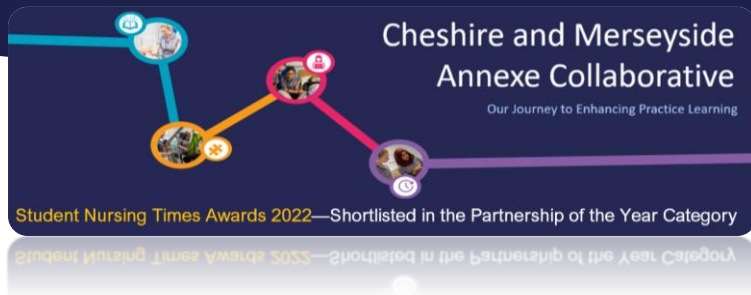 Cheshire and Merseyside
Annexe Collaborative
Our Journey to Enhancing Practice Learning
Student Nursing Times Awards 2022—Shortlisted in the Partnership of the Year Category